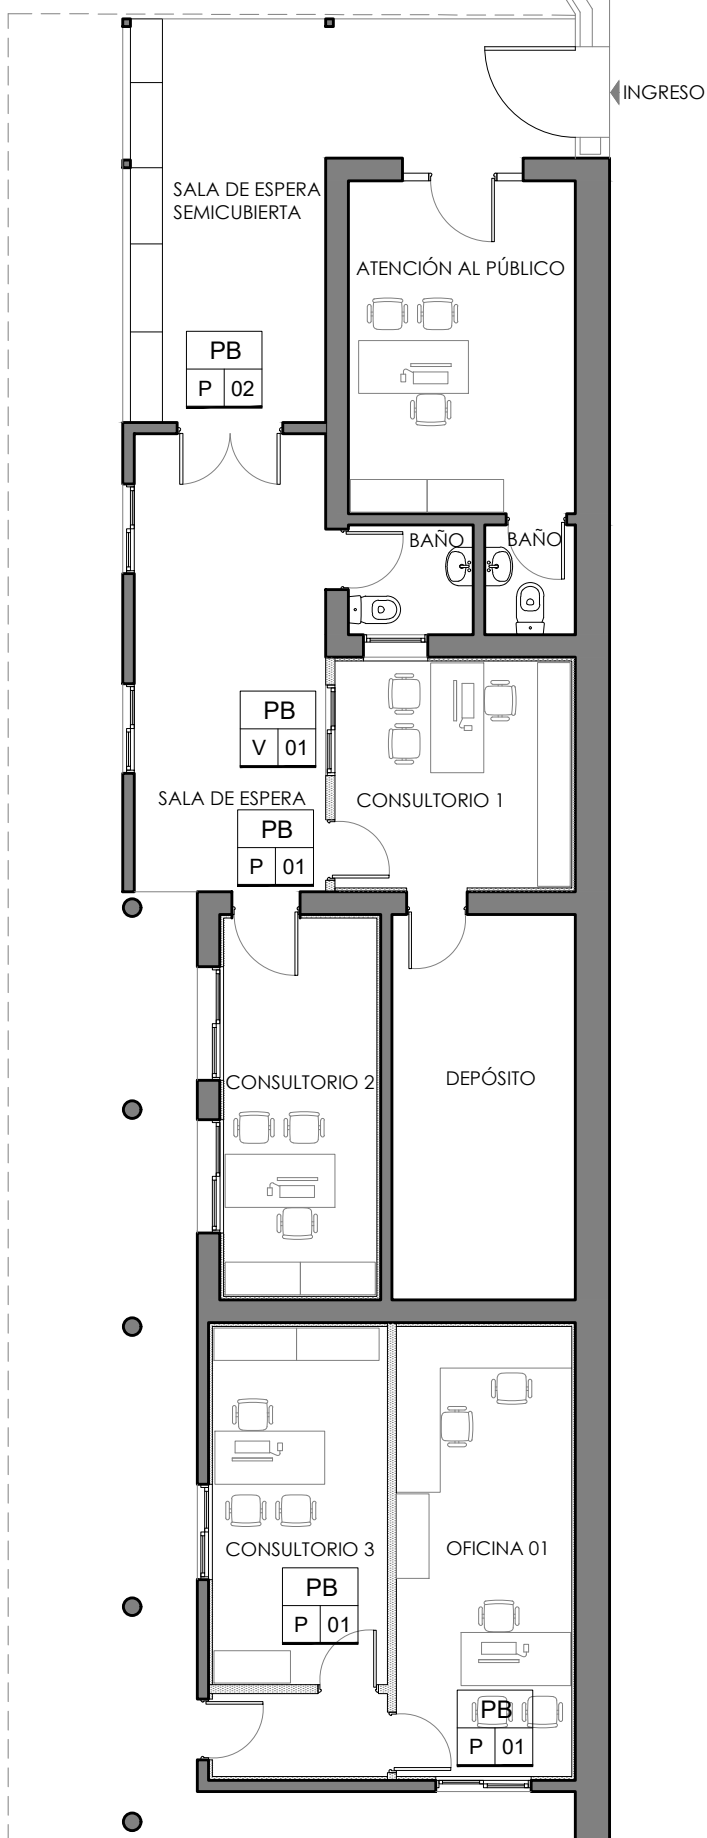 INGRESO
SALA DE ESPERA
SEMICUBIERTA
ATENCIÓN AL PÚBLICO
PB
P 02
BAÑO
BAÑO
PB
V 01
SALA DE ESPERA
CONSULTORIO 1
PB
P 01
CONSULTORIO 2
DEPÓSITO
CONSULTORIO 3
OFICINA 01
PB
P 01
PB
P 01